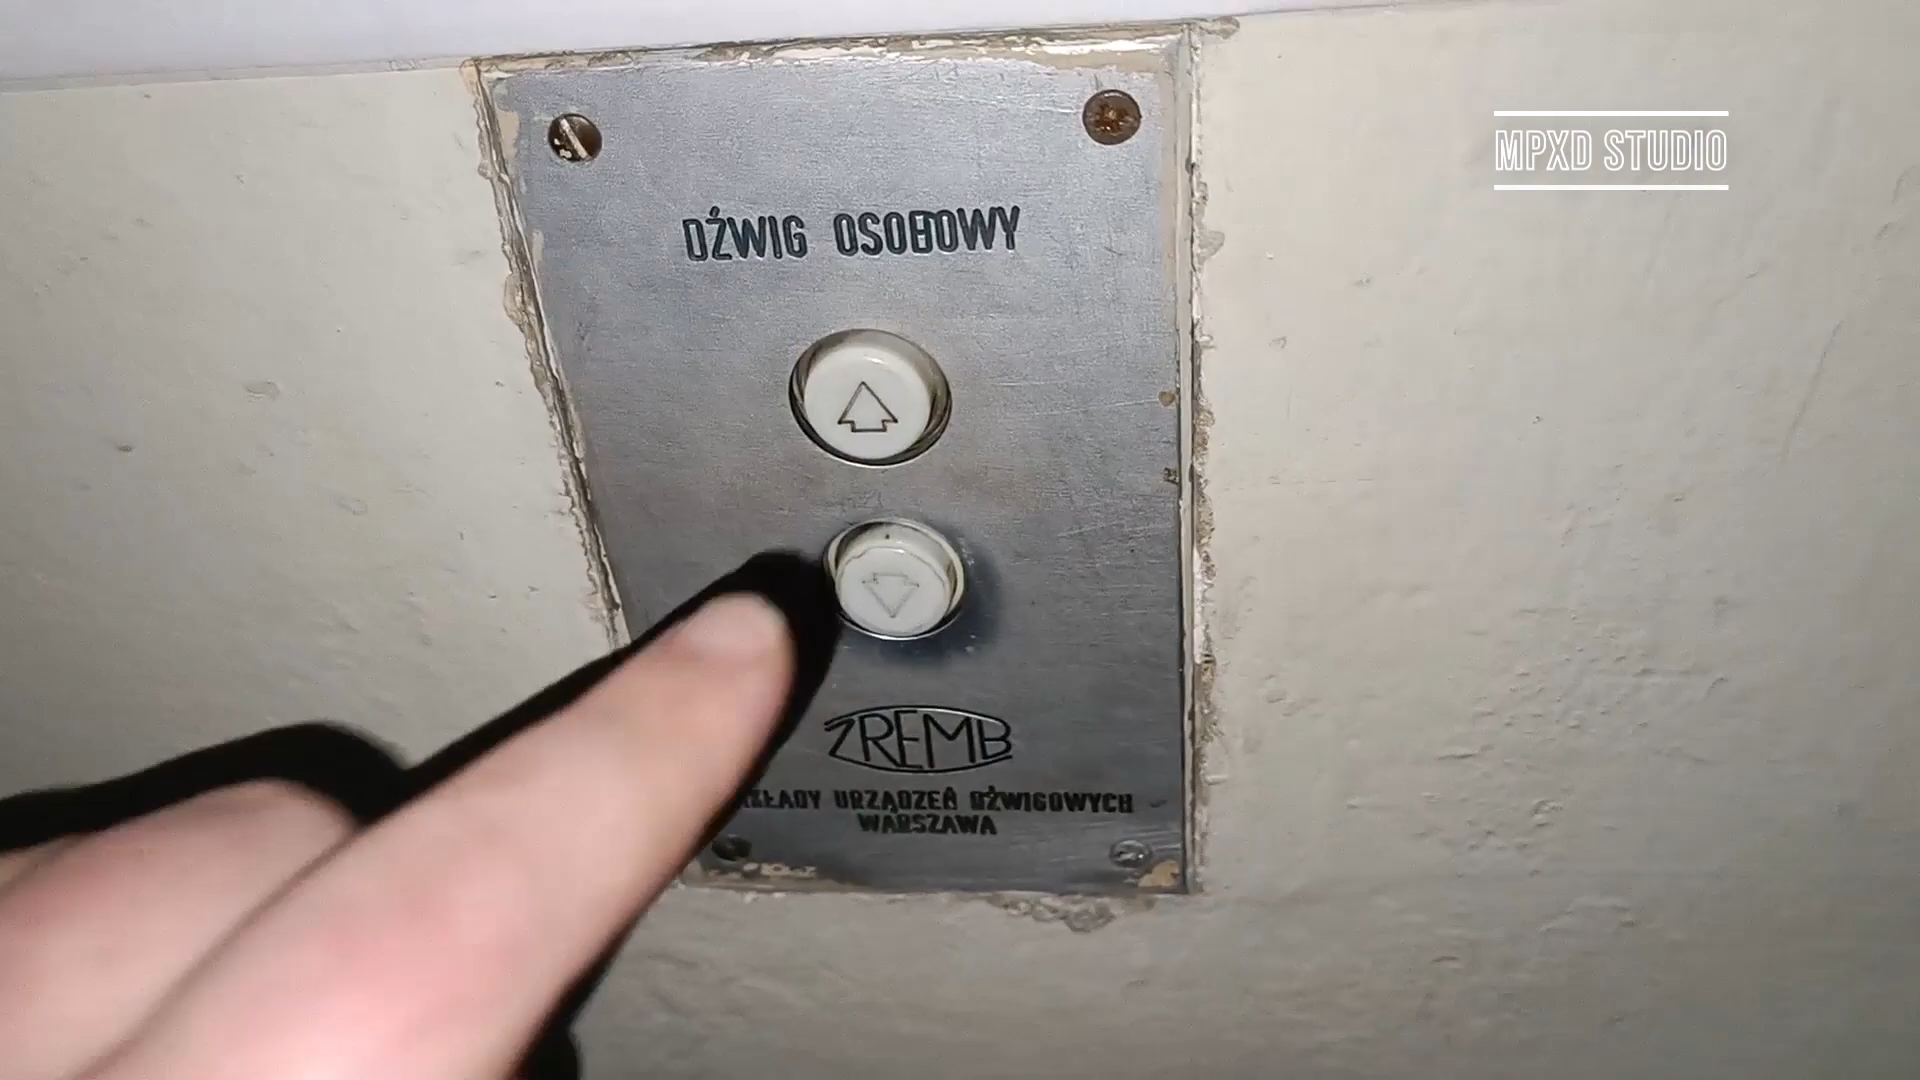 MPXD STUDIO
DŹWIG OSOBOWY
ZREMB
URZĄDZEŃ DŹWIGOWYCH
WARSZAWA